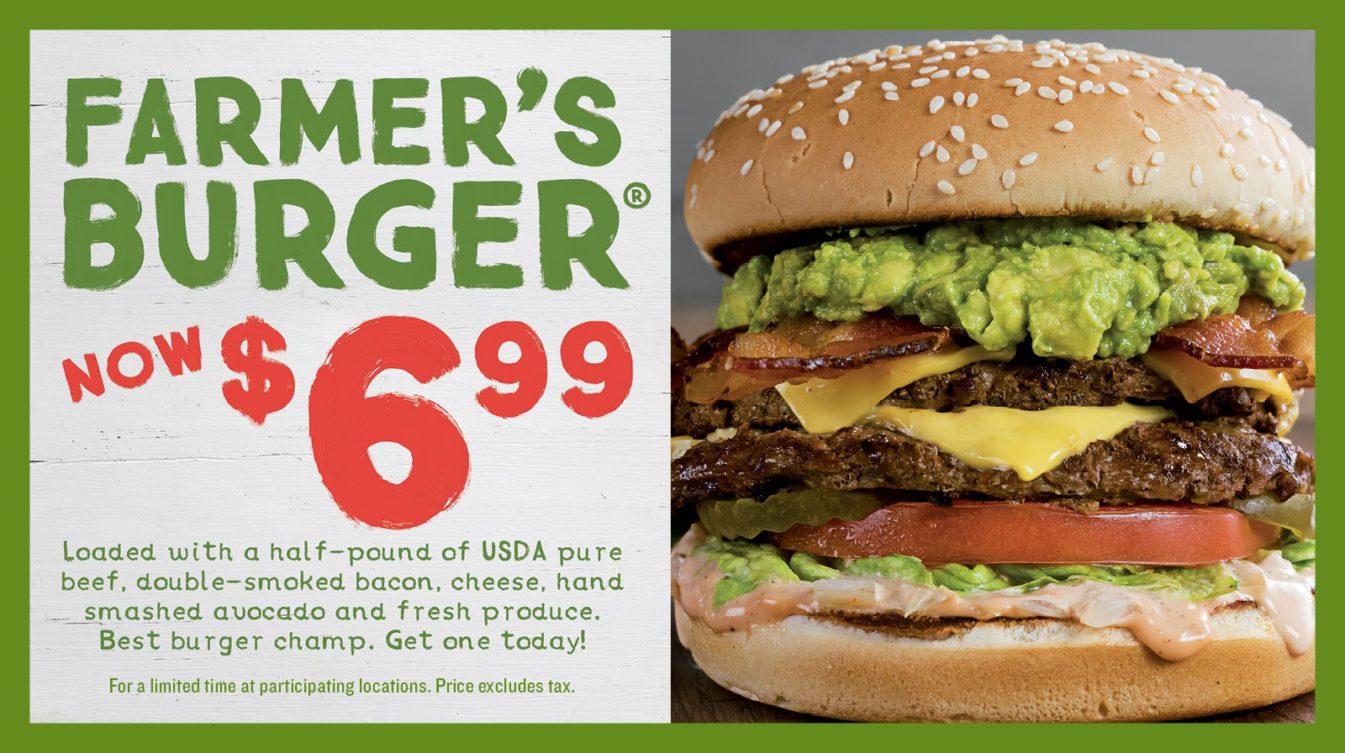 FARMER'S
BURGER®
NOW $6.99
Loaded with a half-pound of USDA pure
beef, double-smoked bacon, cheese, hand
smashed avocado and fresh produce.
Best burger champ. Get one today!
For a limited time at participating locations. Price excludes tax.